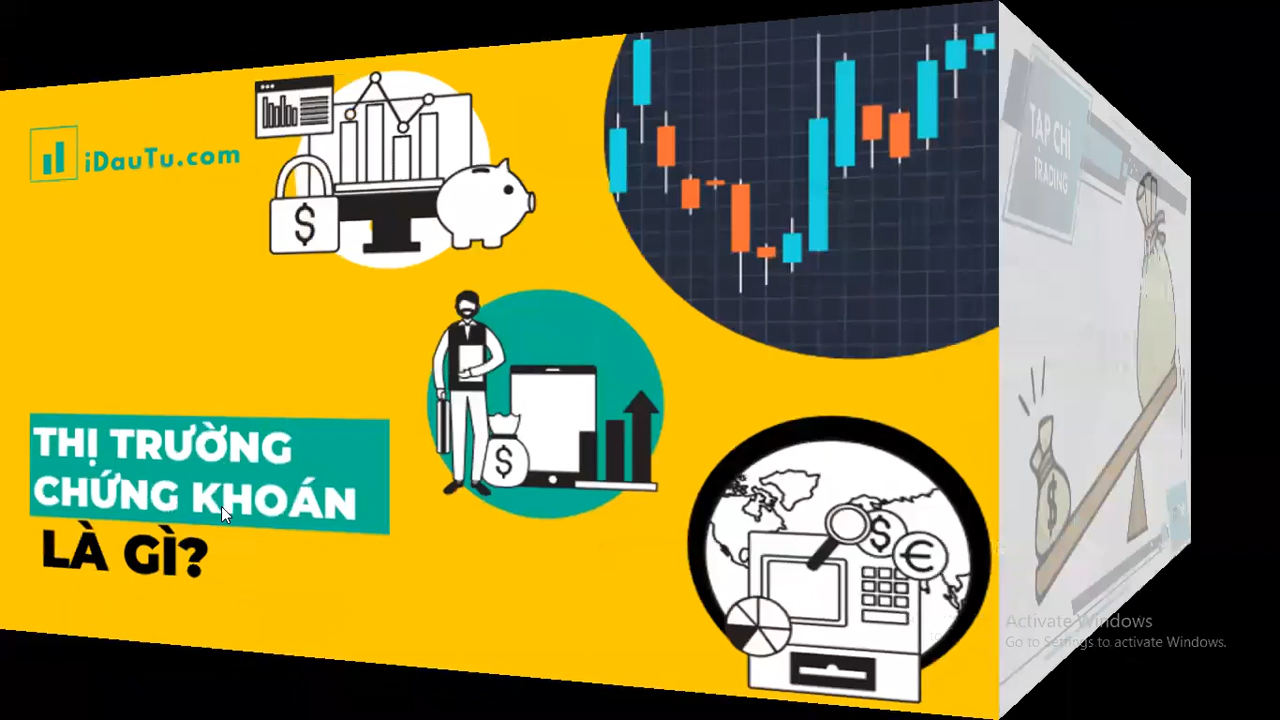 iDauTu.com
THỊ TRƯỜNG
CHỨNG KHOÁN
LÀ GÌ?
TẠP CHÍ
TRADING
Activate Windows
Go to Settings to activate Windows.